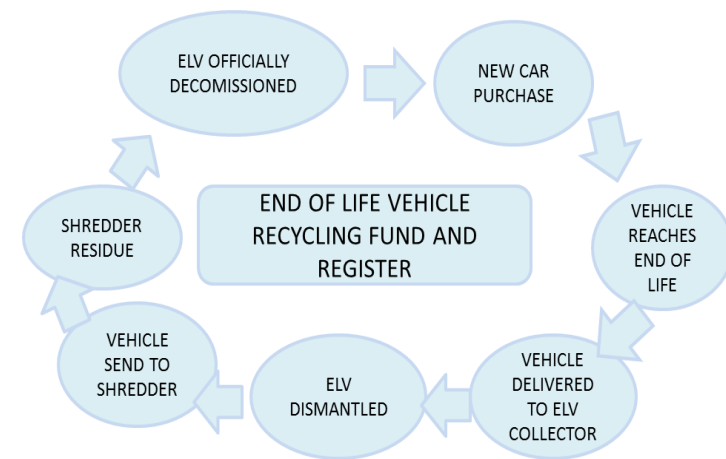 ELV OFFICIALLY
DECOMISSIONED
NEW CAR
PURCHASE
VEHICLE
REACHES
END OF
LIFE
VEHICLE
DELIVERED
TO ELV
COLLECTOR
ELV
DISMANTLED
VEHICLE
SEND TO
SHREDDER
SHREDDER
RESIDUE
END OF LIFE VEHICLE
RECYCLING FUND AND
REGISTER